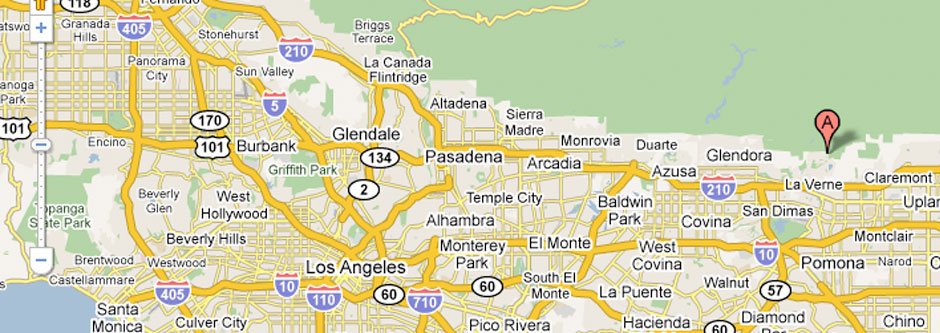 Fernando
118
Granada
Hills
Stonehurst
Briggs
Terrace
405
210
La Canada
Flintridge
Panorama
City
Sun Valley
Altadena
Sierra
Madre
5
A
anoga
Park
170
Glendale
Monrovia
101
Encino
101
Burbank
134
Pasadena
Arcadia
Duarte
Glendora
Griffith Park
Azusa
210
La Verne
Claremont
2
Beverly
Glen
West
Hollywood
Temple City
Baldwin
Park
Covina
San Dimas
Uplan
opanga
State Park
Alhambra
Beverly Hills
Monterey
Park
El Monte
West
Covina
10
Montclair
Brentwood
Westwood
Los Angeles
Pomona
Narod
Castellammare
South El
Monte
Walnut
405
10
110
60
710
60
La Puente
57
Santa
Monica
Culver City
Pico Rivera
Hacienda
60
Diamond
Bar
Chino